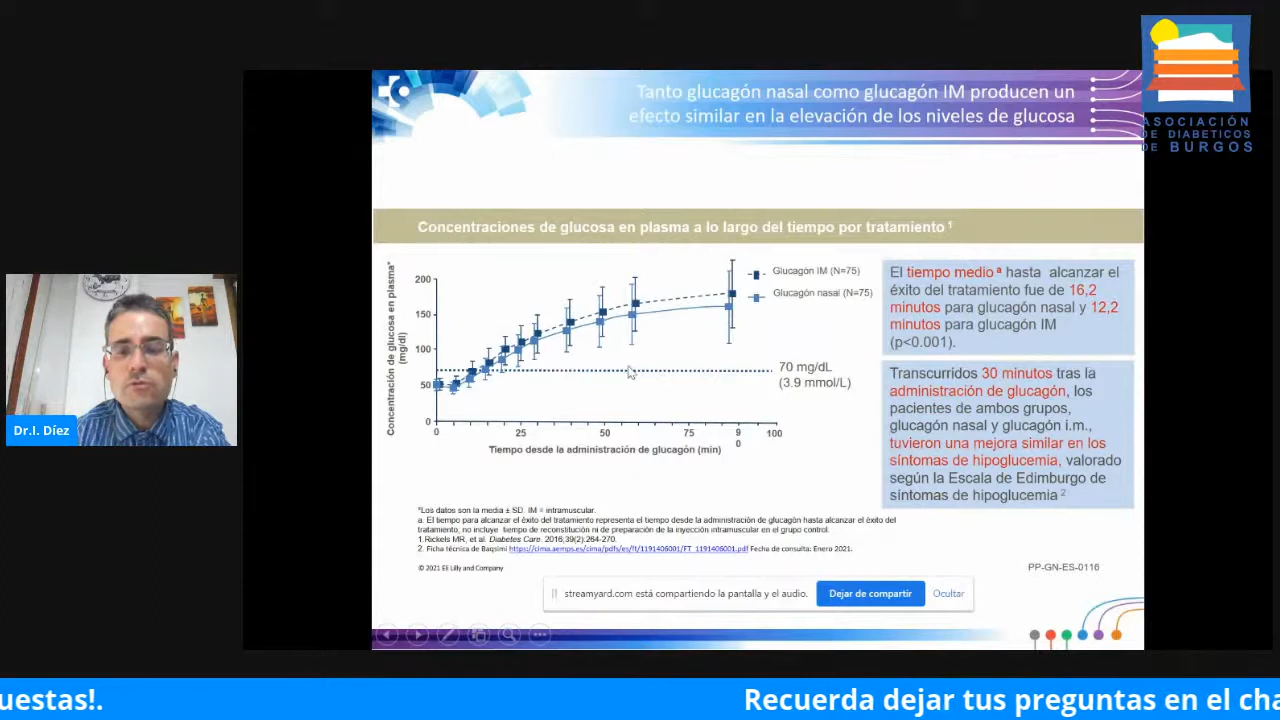 Tanto glucagón nasal como glucagón IM producen un
efecto similar en la elevación de los niveles de glucosa
ASOCIACIÓN
DE DIABETICOS
DE BURGOS
Concentraciones de glucosa en plasma a lo largo del tiempo por tratamiento ¹
Concentración de glucosa en plasma*
(mg/dl)
200
150
100
50
0
0
25
50
75
9
0
100
Tiempo desde la administración de glucagón (min)
Glucagón IM (N=75)
Glucagón nasal (N=75)
70 mg/dL
(3.9 mmol/L)
El tiempo medio ª hasta alcanzar el
éxito del tratamiento fue de 16,2
minutos para glucagón nasal y 12,2
minutos para glucagón IM
(p<0.001).
Transcurridos 30 minutos tras la
administración de glucagón, los
pacientes de ambos grupos,
glucagón nasal y glucagón i.m.,
tuvieron una mejora similar en los
síntomas de hipoglucemia, valorado
según la Escala de Edimburgo de
síntomas de hipoglucemia ²
Dr.I. Díez
*Los datos son la media ± SD. IM = intramuscular.
a. El tiempo para alcanzar el éxito del tratamiento representa el tiempo desde la administración de glucagón hasta alcanzar el éxito del
tratamiento, no incluye tiempo de reconstitución ni de preparación de la inyección intramuscular en el grupo control.
1.Rickels MR, et al. Diabetes Care. 2016;39(2):264-270.
2. Ficha técnica de Baqsimi https://cima.aemps.es/cima/pdfs/es/ft/1191406001/FT_1191406001.pdf Fecha de consulta: Enero 2021.
© 2021 Eli Lilly and Company
PP-GN-ES-0116
streamyard.com está compartiendo la pantalla y el audio.
Dejar de compartir
Ocultar
uestas!. Recuerda dejar tus preguntas en el cha